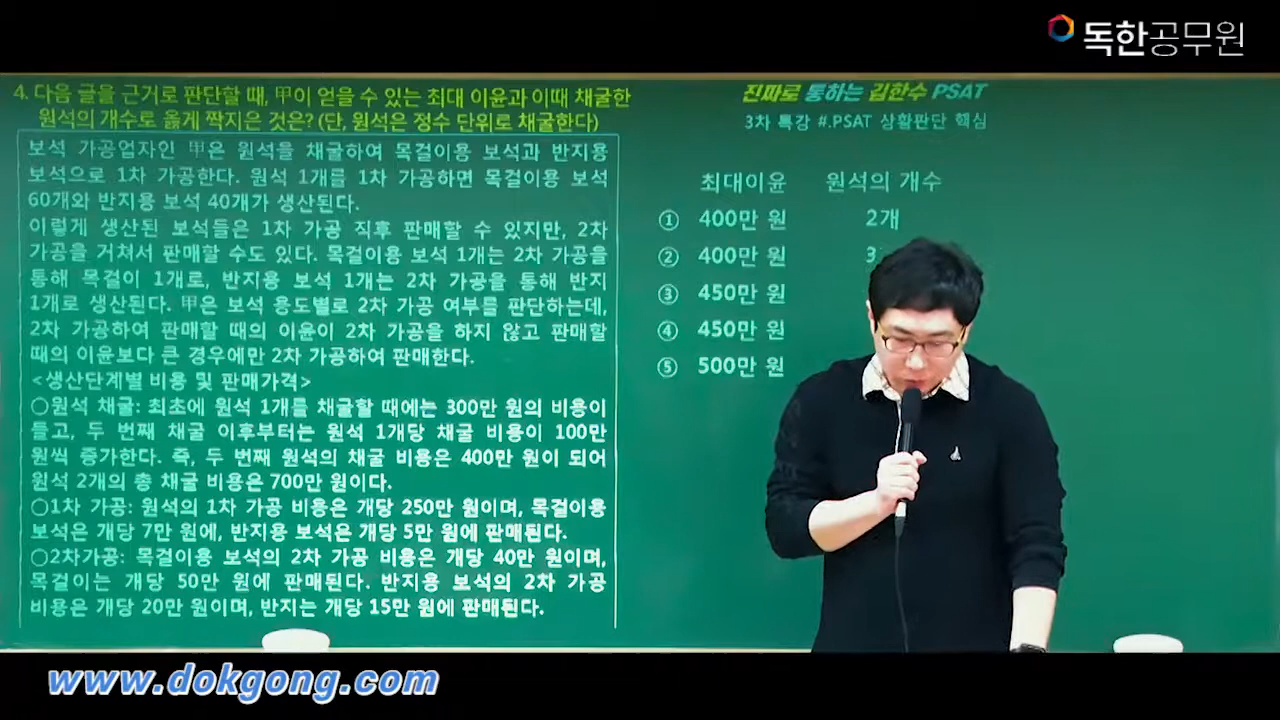 독한공무원
4. 다음 글을 근거로 판단할 때, 甲이 얻을 수 있는 최대 이윤과 이때 채굴한
원석의 개수로 옳게 짝지은 것은? (단, 원석은 정수 단위로 채굴한다)
보석 가공업자인 甲은 원석을 채굴하여 목걸이용 보석과 반지용
보석으로 1차 가공한다. 원석 1개를 1차 가공하면 목걸이용 보석
60개와 반지용 보석 40개가 생산된다.
이렇게 생산된 보석들은 1차 가공 직후 판매할 수 있지만, 2차
가공을 거쳐서 판매할 수도 있다. 목걸이용 보석 1개는 2차 가공을
통해 목걸이 1개로, 반지용 보석 1개는 2차 가공을 통해 반지
1개로 생산된다. 甲은 보석 용도별로 2차 가공 여부를 판단하는데,
2차 가공하여 판매할 때의 이윤이 2차 가공을 하지 않고 판매할
때의 이윤보다 큰 경우에만 2차 가공하여 판매한다.
<생산단계별 비용 및 판매가격>
○원석 채굴: 최초에 원석 1개를 채굴할 때에는 300만 원의 비용이
들고, 두 번째 채굴 이후부터는 원석 1개당 채굴 비용이 100만
원씩 증가한다. 즉, 두 번째 원석의 채굴 비용은 400만 원이 되어
원석 2개의 총 채굴 비용은 700만 원이다.
○1차 가공: 원석의 1차 가공 비용은 개당 250만 원이며, 목걸이용
보석은 개당 7만 원에, 반지용 보석은 개당 5만 원에 판매된다.
○2차가공: 목걸이용 보석의 2차 가공 비용은 개당 40만 원이며,
목걸이는 개당 50만 원에 판매된다. 반지용 보석의 2차 가공
비용은 개당 20만 원이며, 반지는 개당 15만 원에 판매된다.
진짜로 통하는 김한수 PSAT
3차 특강 #.PSAT 상황판단 핵심
최대이윤 원석의 개수
① 400만 원 2개
② 400만 원 3
③ 450만 원
④ 450만 원
⑤ 500만 원
www.dokgong.com